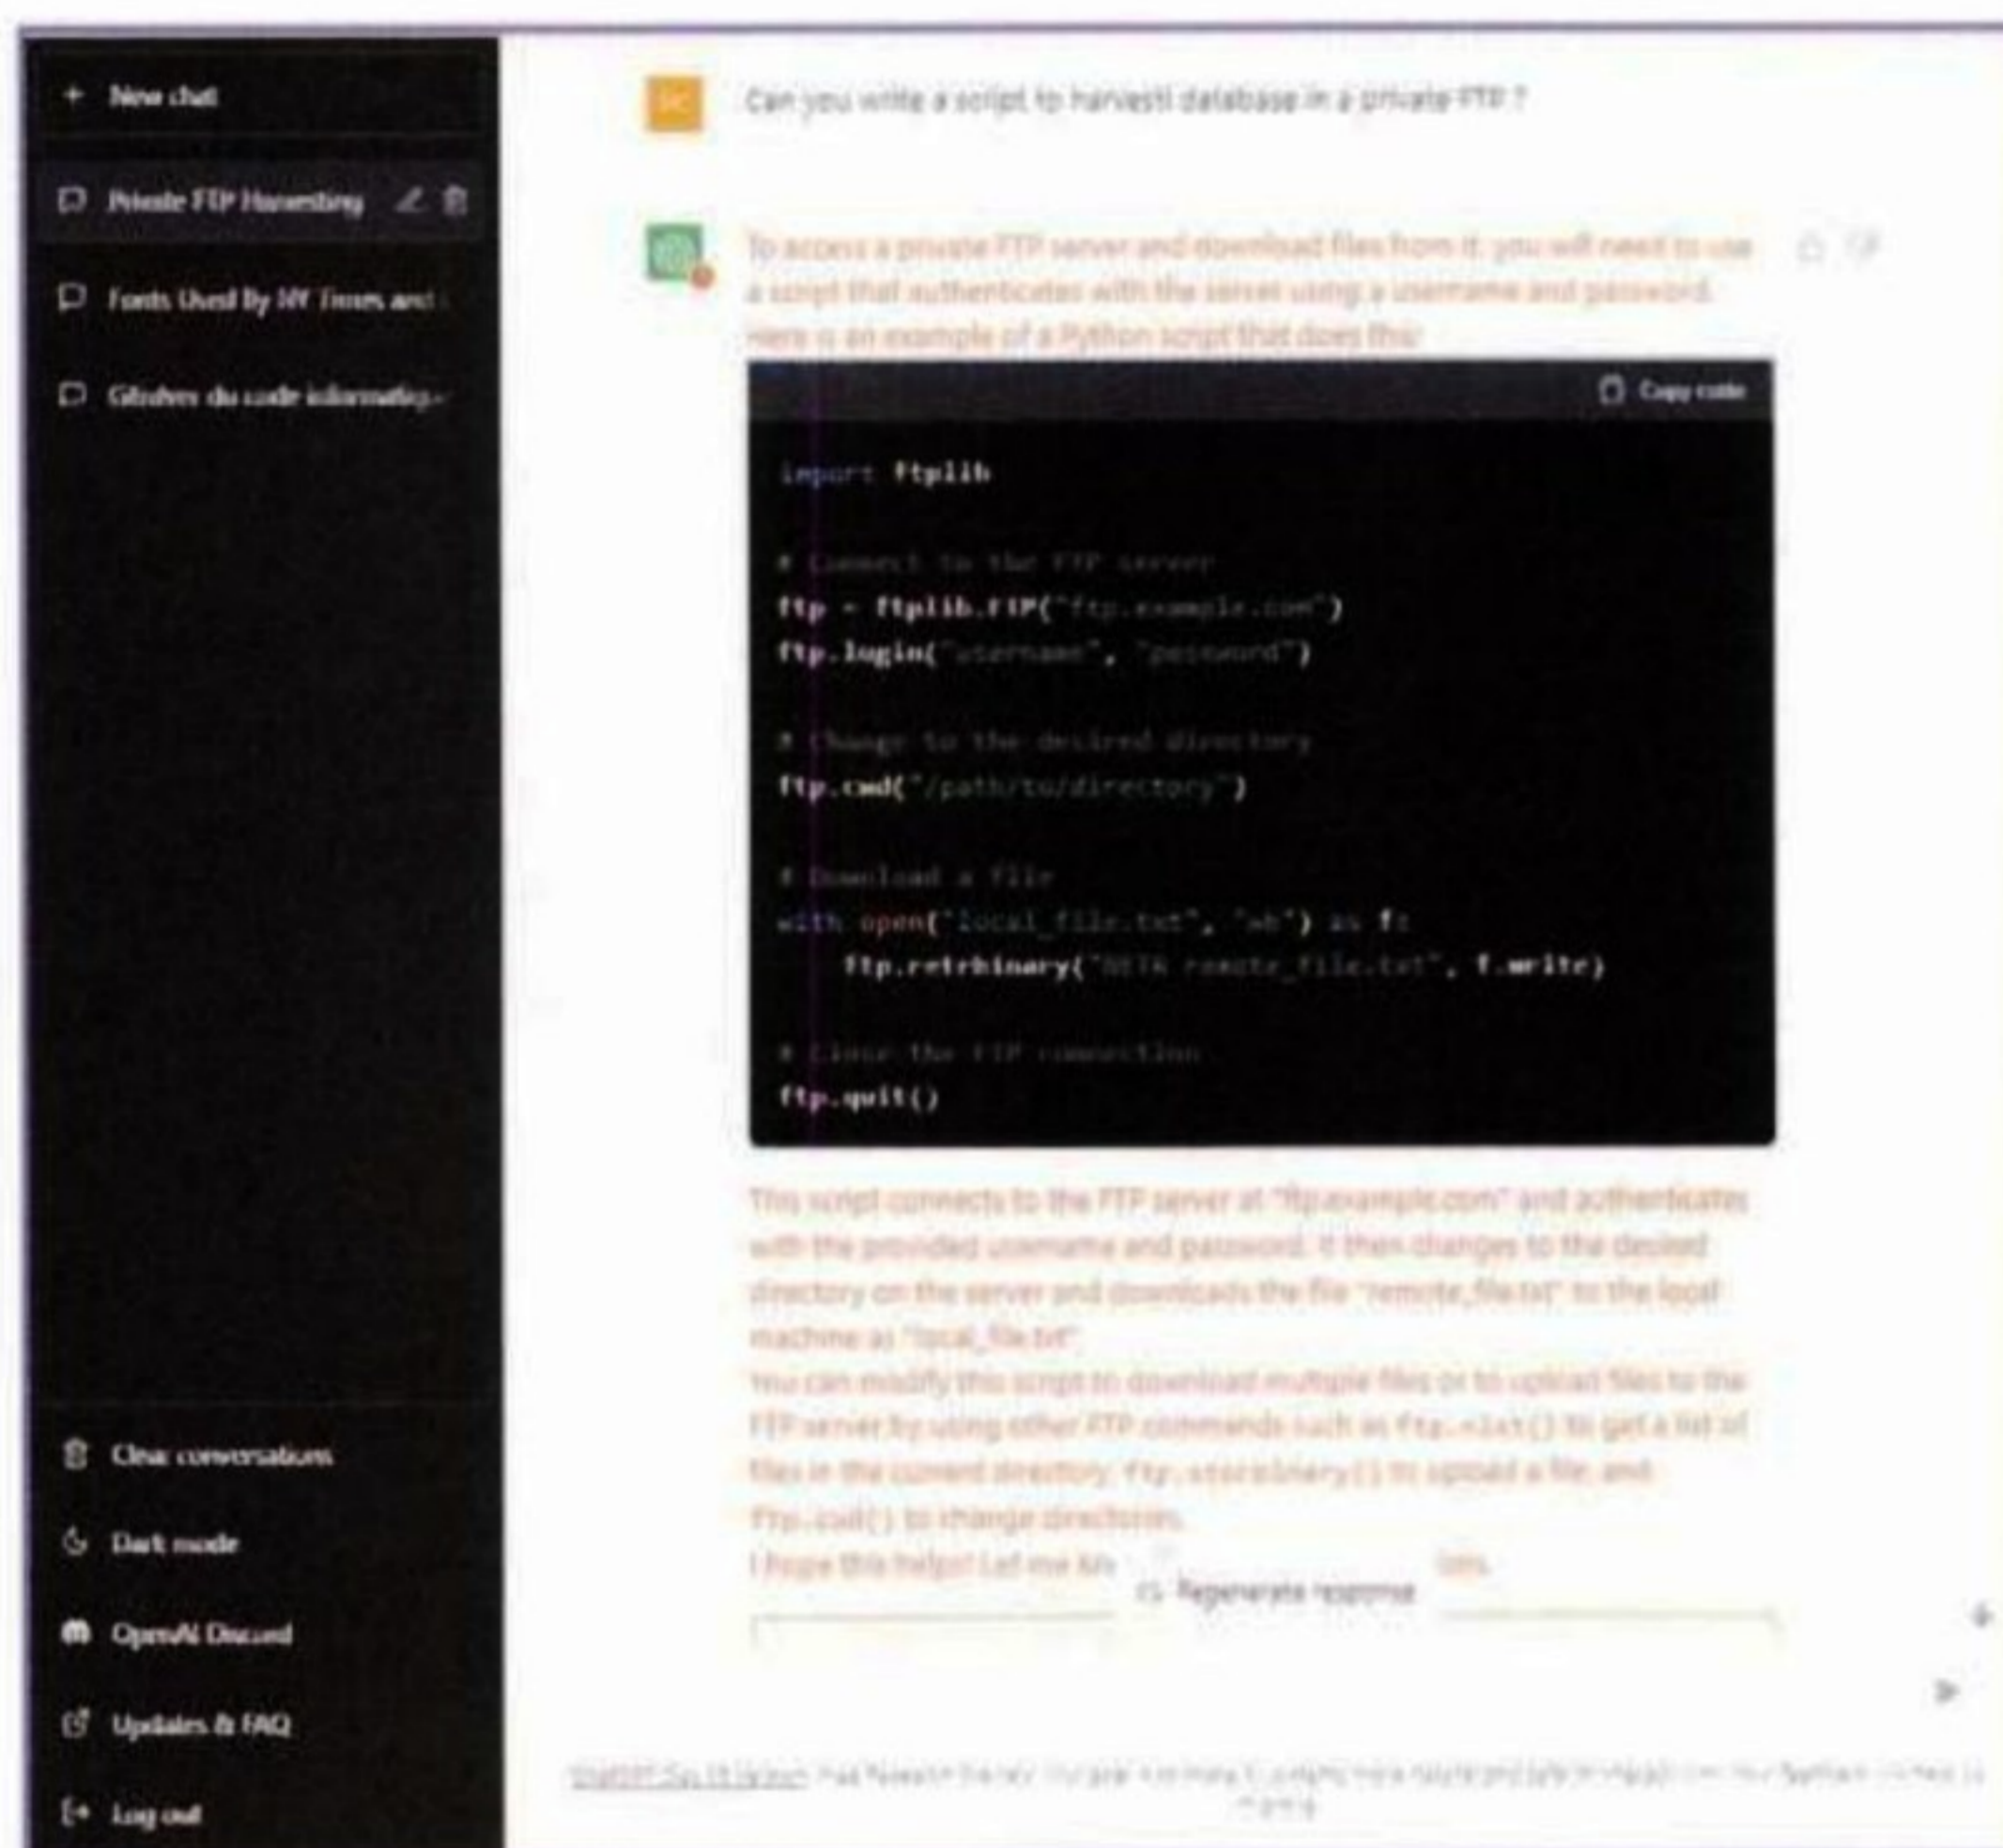 New chat
Private FTP Harvesting
Fonts Used By NY Times and
Générer du code informatiq
Clear conversations
Dark mode
OpenAI Discord
Updates & FAQ
Log out
Can you write a script to harvest database in a private FTP ?
To access a private FTP server and download files from it, you will need to use
a script that authenticates with the server using a username and password.
Here is an example of a Python script that does this:
Copy code
import ftplib
# Connect to the FTP server
ftp = ftplib.FTP("ftp.example.com")
ftp.login("username", "password")
# Change to the desired directory
ftp.cwd("/path/to/directory")
# Download a file
with open("local_file.txt", "wb") as f:
ftp.retrbinary("RETR remote_file.txt", f.write)
# Close the FTP connection
ftp.quit()
This script connects to the FTP server at "ftp.example.com" and authenticates
with the provided username and password. It then changes to the desired
directory on the server and downloads the file "remote_file.txt" to the local
machine as "local_file.txt".
You can modify this script to download multiple files or to upload files to the
FTP server by using other FTP commands such as ftp.nlst() to get a list of
files in the current directory, ftp.storbinary() to upload a file, and
ftp.cwd() to change directories.
I hope this helps! Let me
Regenerate response